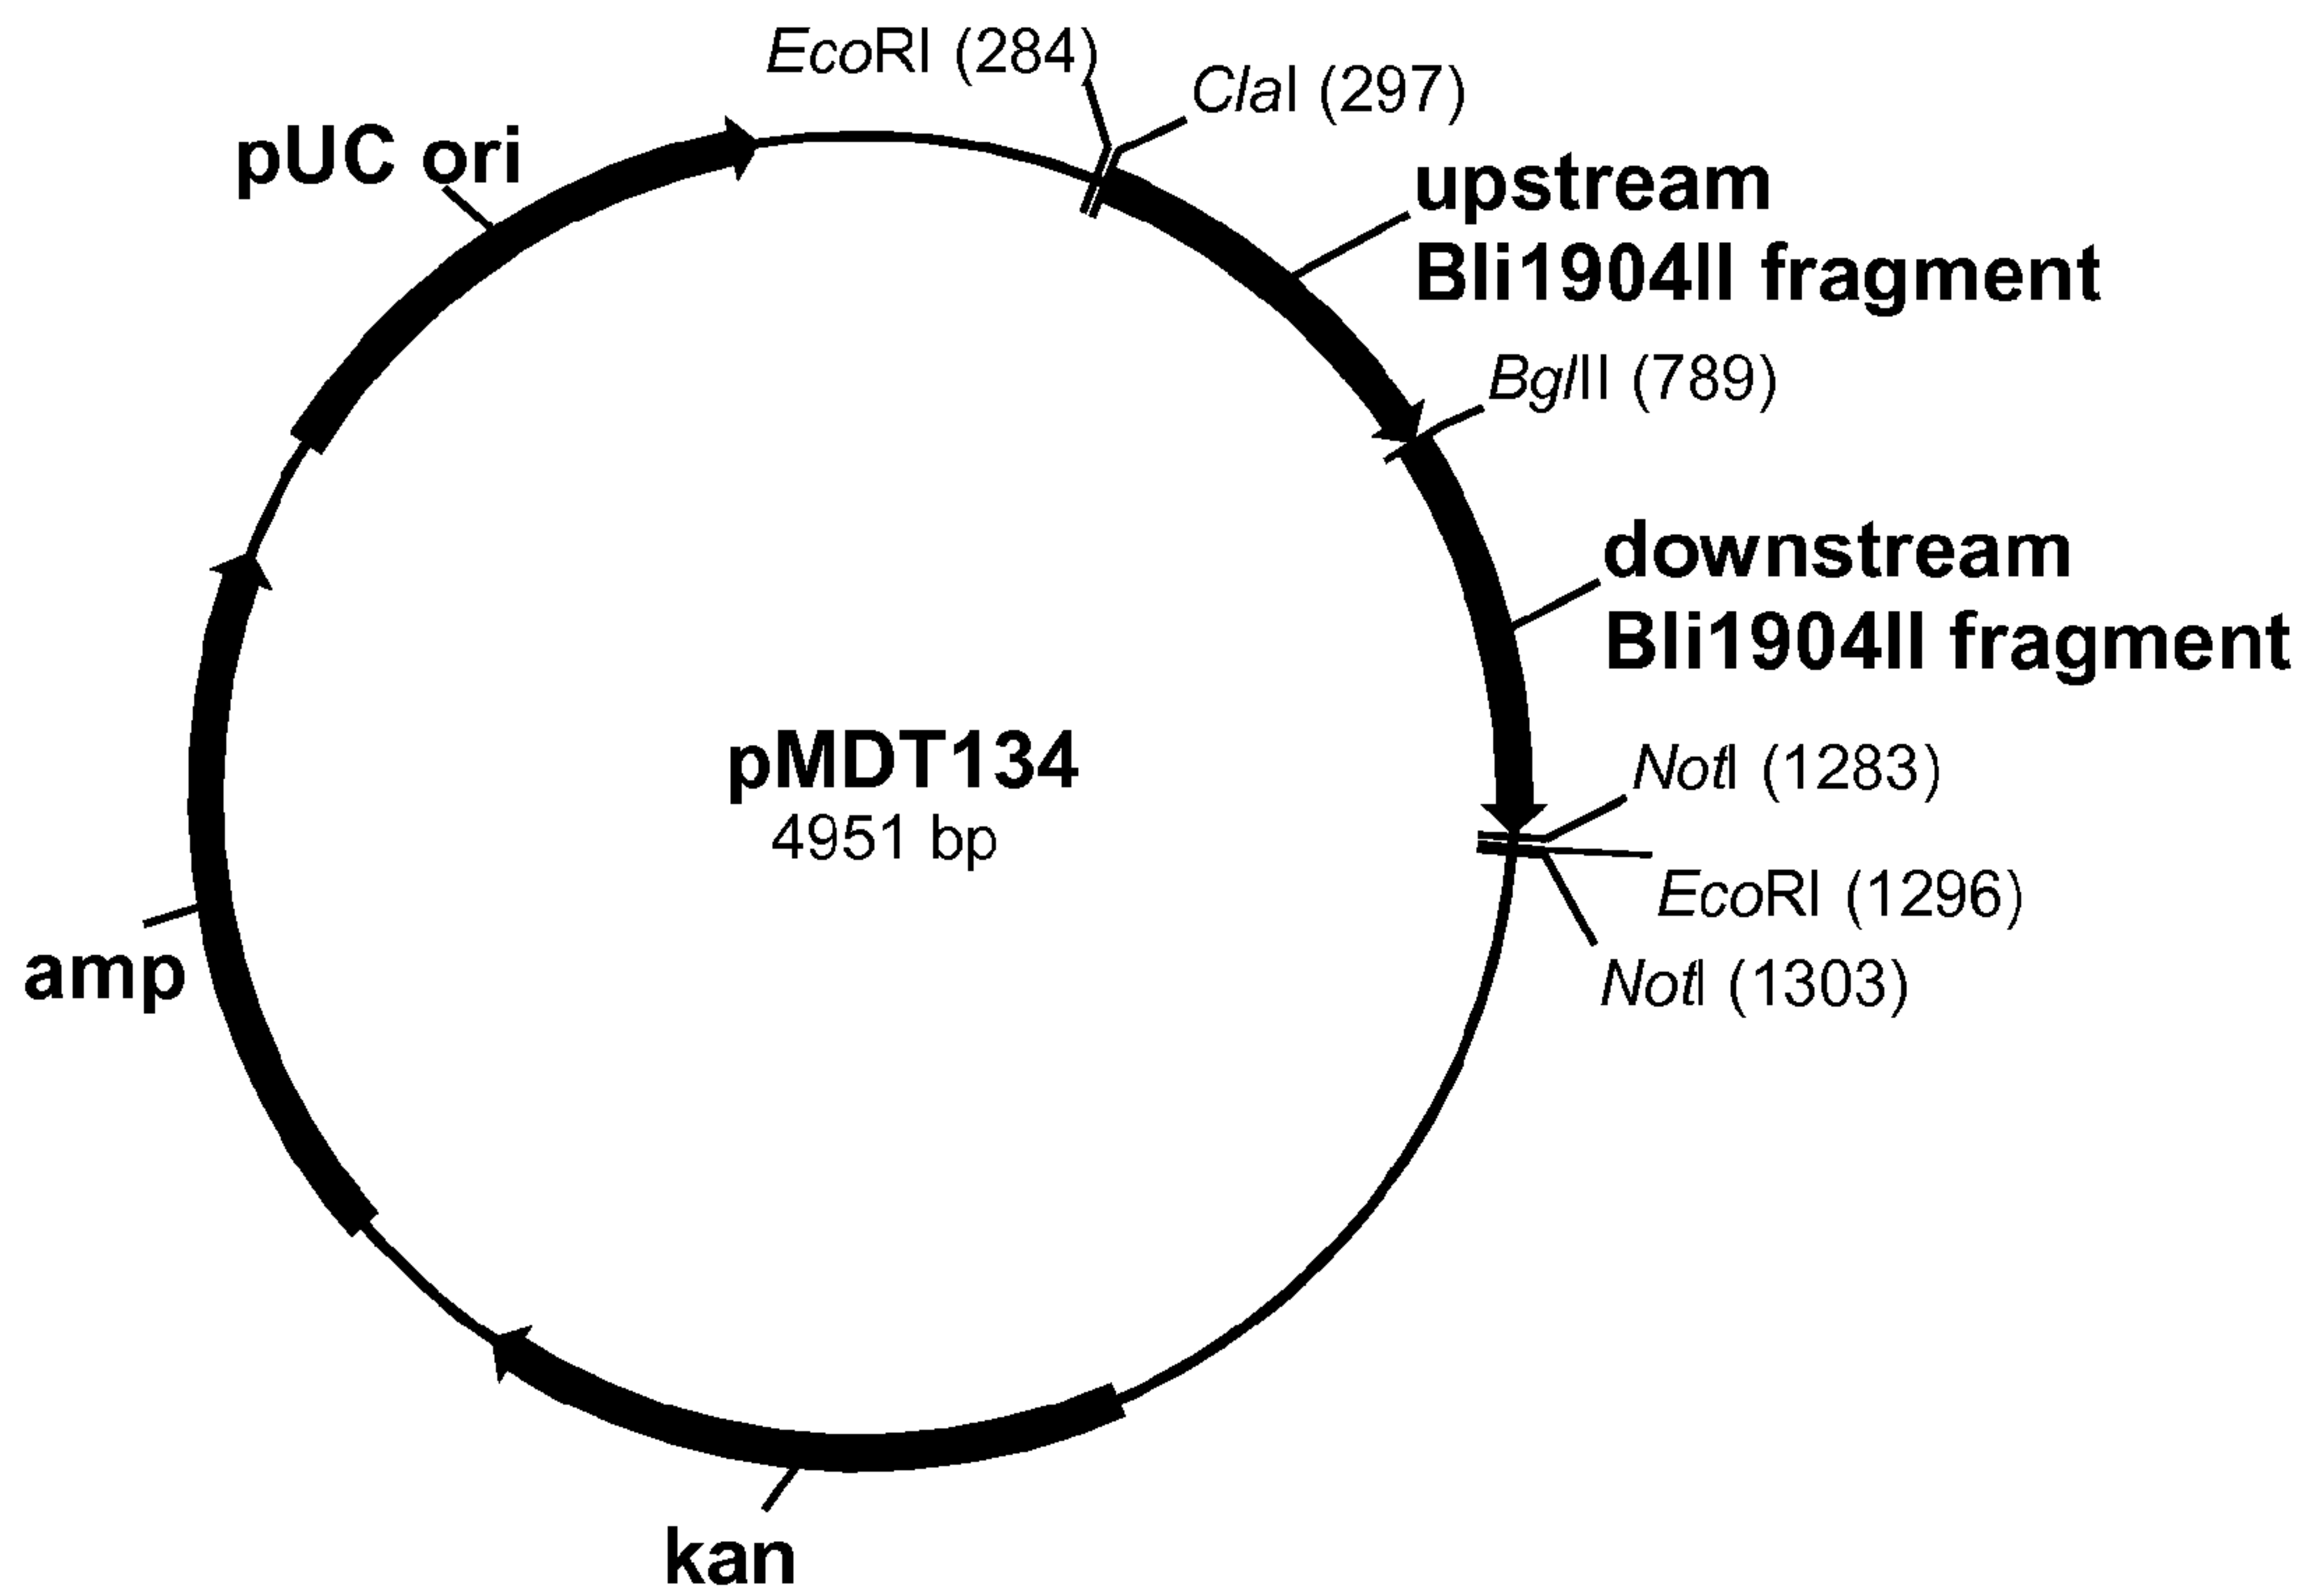 EcoRI (284)
ClaI (297)
pUC ori
upstream
Bli1904II fragment
BglII (789)
downstream
Bli1904II fragment
pMDT134
4951 bp
NotI (1283)
EcoRI (1296)
NotI (1303)
amp
kan